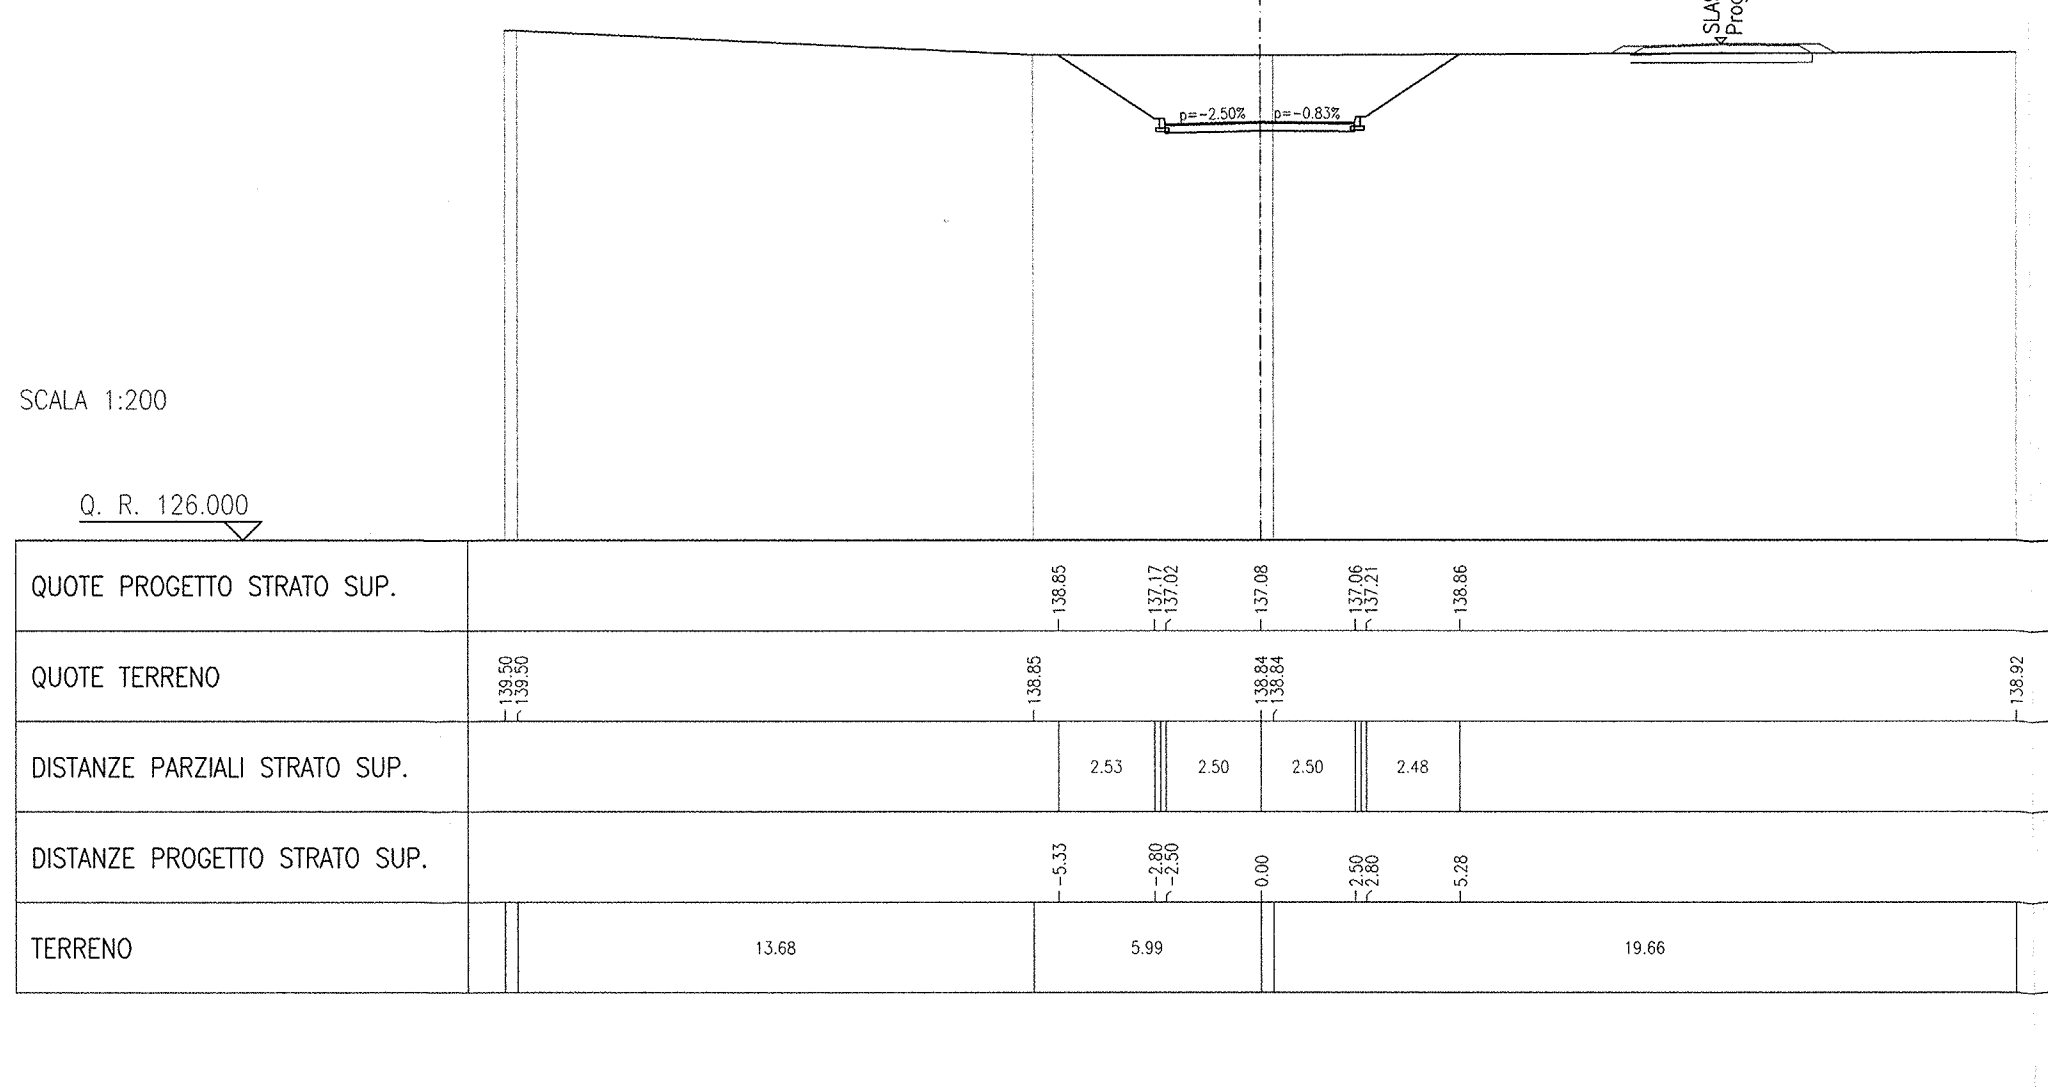 SLAS
Prog
p=-2.50% p=-0.83%
SCALA 1:200
Q. R. 126.000
QUOTE PROGETTO STRATO SUP. 138.85 137.17 137.02 137.08 137.06 137.21 138.86
QUOTE TERRENO 139.50 139.50 138.85 138.84 138.84 138.92
DISTANZE PARZIALI STRATO SUP. 2.53 2.50 2.50 2.48
DISTANZE PROGETTO STRATO SUP. -5.33 -2.80 -2.50 0.00 2.50 2.80 5.28
TERRENO 13.68 5.99 19.66